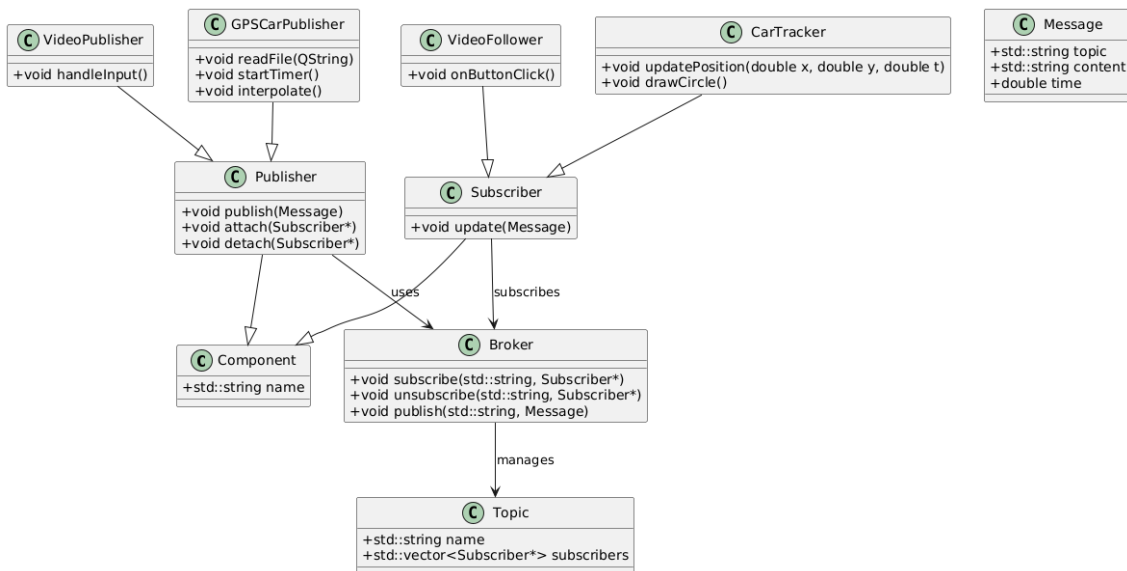 C VideoPublisher
+void handleInput()
C GPSCarPublisher
+void readFile(QString)
+void startTimer()
+void interpolate()
C VideoFollower
+void onButtonClick()
C CarTracker
+void updatePosition(double x, double y, double t)
+void drawCircle()
C Message
+std::string topic
+std::string content
+double time
C Publisher
+void publish(Message)
+void attach(Subscriber*)
+void detach(Subscriber*)
C Subscriber
+void update(Message)
uses
subscribes
C Component
+std::string name
C Broker
+void subscribe(std::string, Subscriber*)
+void unsubscribe(std::string, Subscriber*)
+void publish(std::string, Message)
manages
C Topic
+std::string name
+std::vector<Subscriber*> subscribers